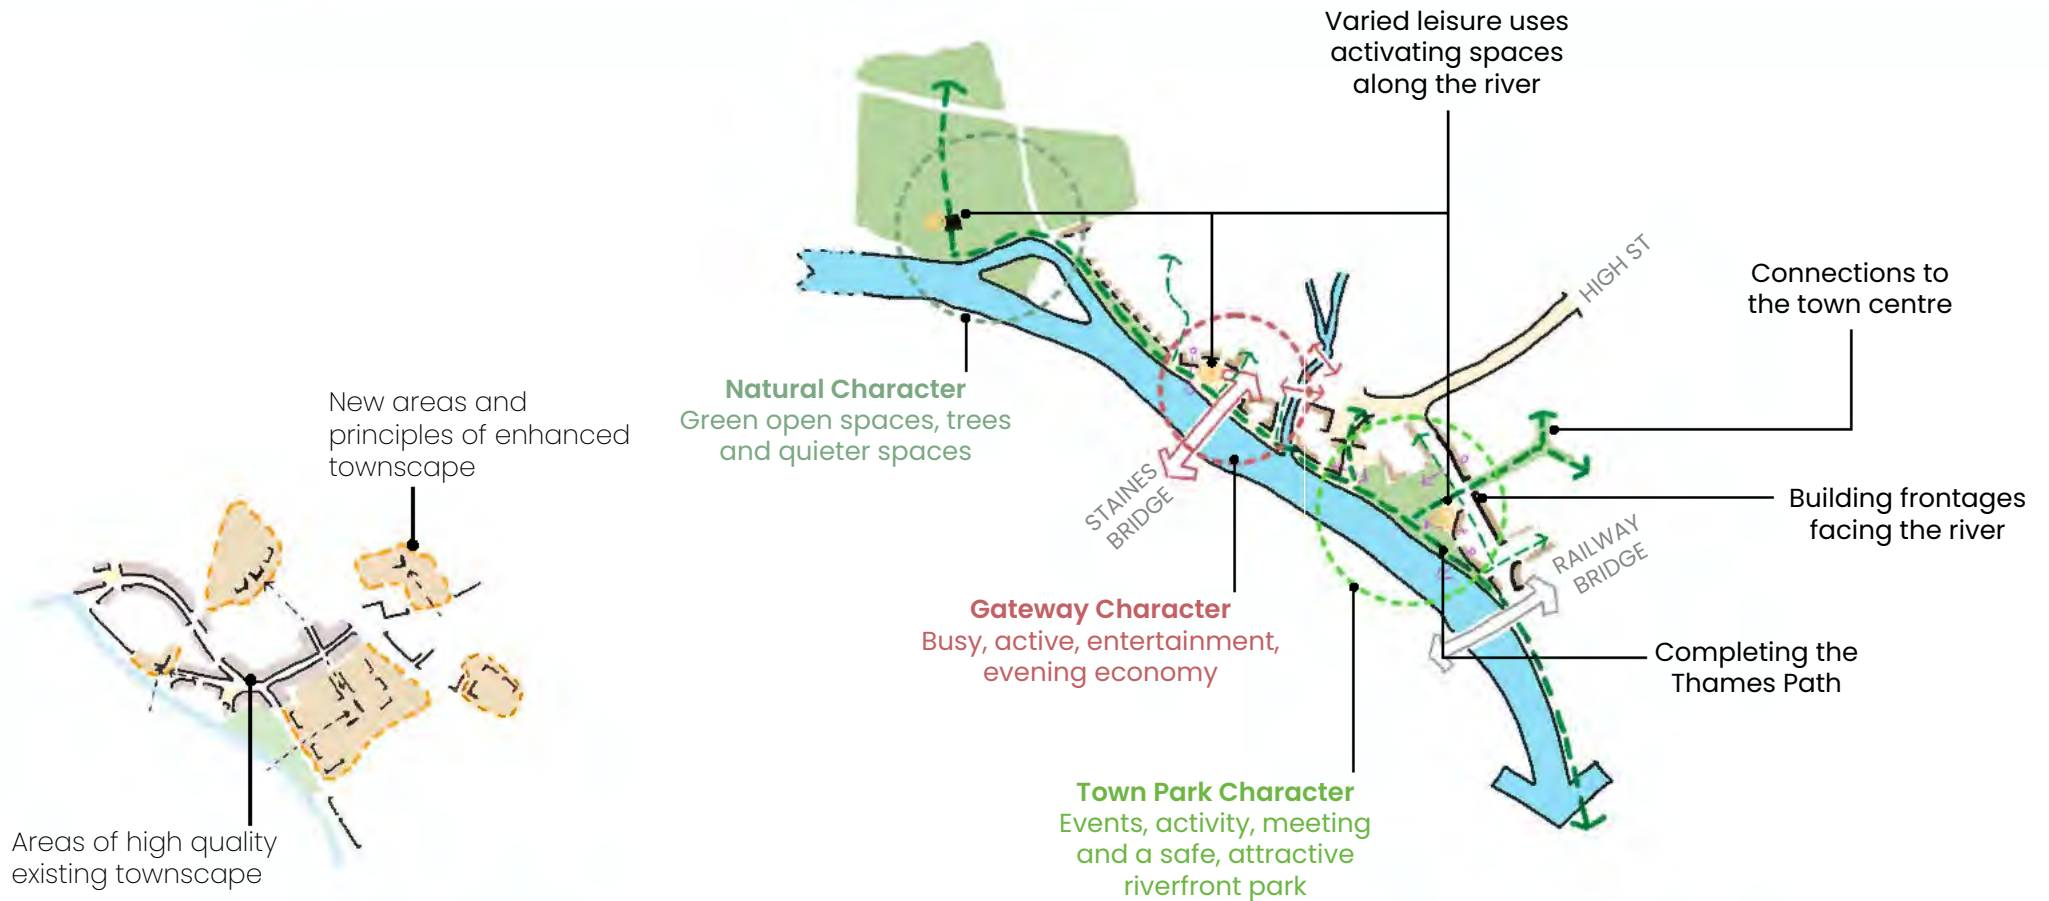 Varied leisure uses
activating spaces
along the river
HIGH ST
Connections to
the town centre
Natural Character
Green open spaces, trees
and quieter spaces
New areas and
principles of enhanced
townscape
STAINES
BRIDGE
Building frontages
facing the river
RAILWAY
BRIDGE
Gateway Character
Busy, active, entertainment,
evening economy
Completing the
Thames Path
Town Park Character
Events, activity, meeting
and a safe, attractive
riverfront park
Areas of high quality
existing townscape